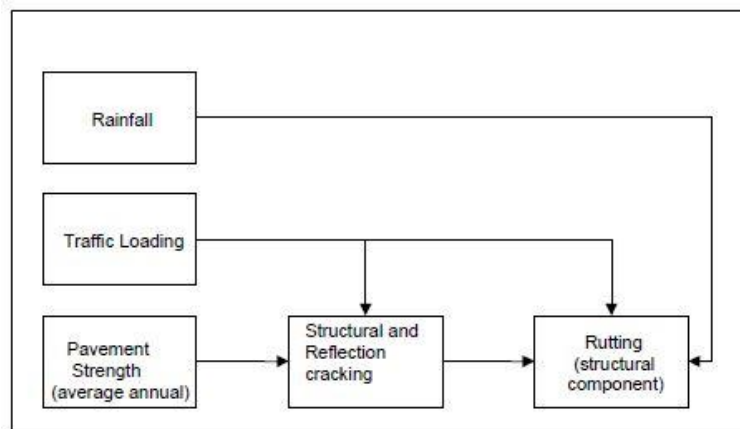 Rainfall
Traffic Loading
Pavement
Strength
(average annual)
Structural and
Reflection
cracking
Rutting
(structural
component)